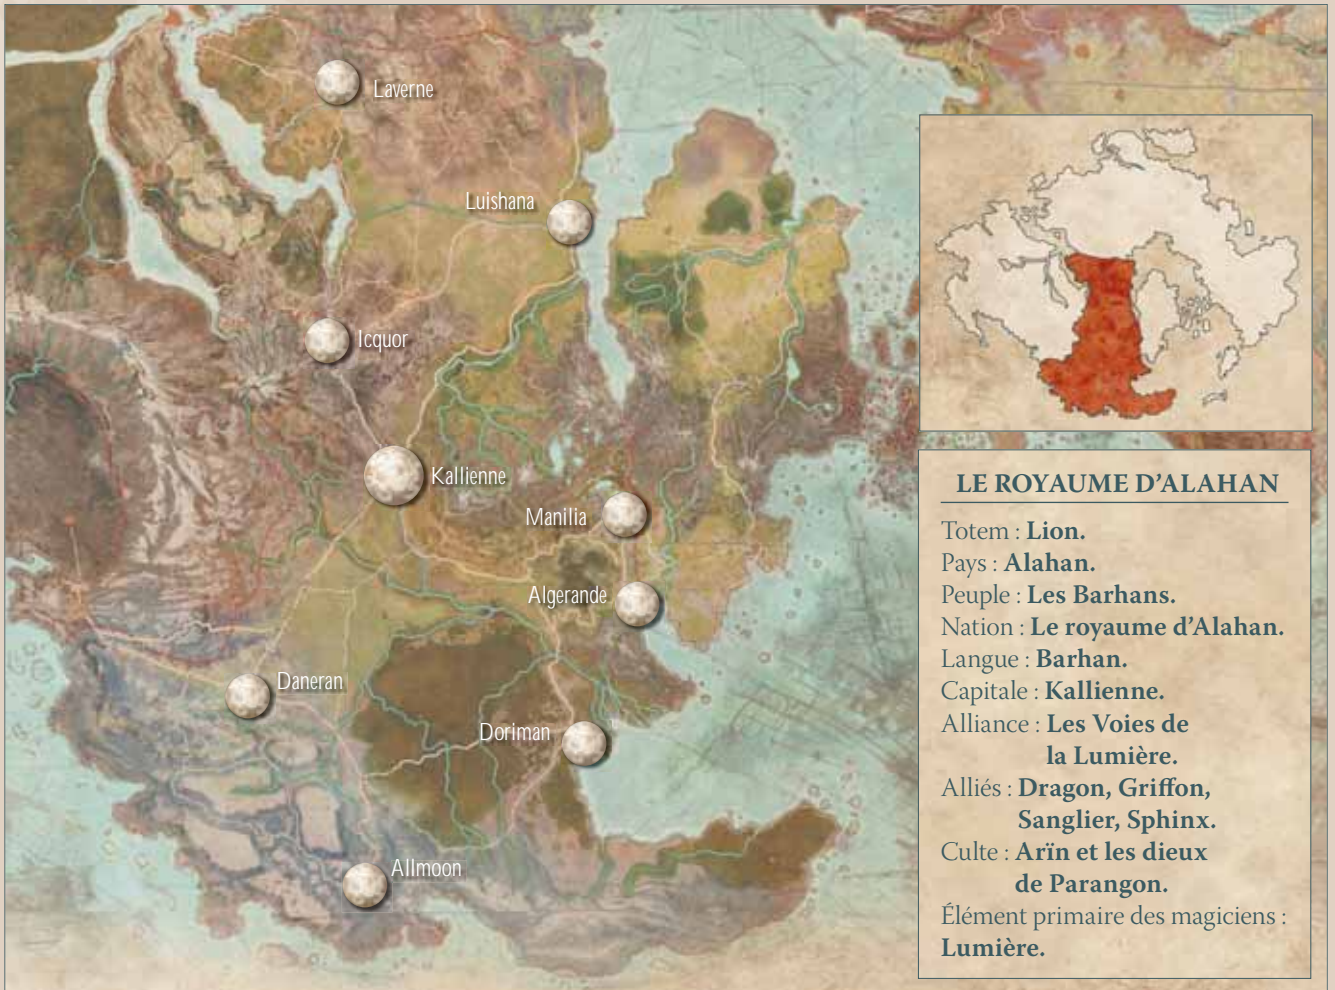 Laverne
Luishana
Icquor
Kallienne
Manilia
Algerande
Daneran
Doriman
Allmoon
LE ROYAUME D'ALAHAN
Totem : Lion.
Pays : Alahan.
Peuple : Les Barhans.
Nation : Le royaume d'Alahan.
Langue : Barhan.
Capitale : Kallienne.
Alliance : Les Voies de
la Lumière.
Alliés : Dragon, Griffon,
Sanglier, Sphinx.
Culte : Arïn et les dieux
de Parangon.
Élément primaire des magiciens :
Lumière.